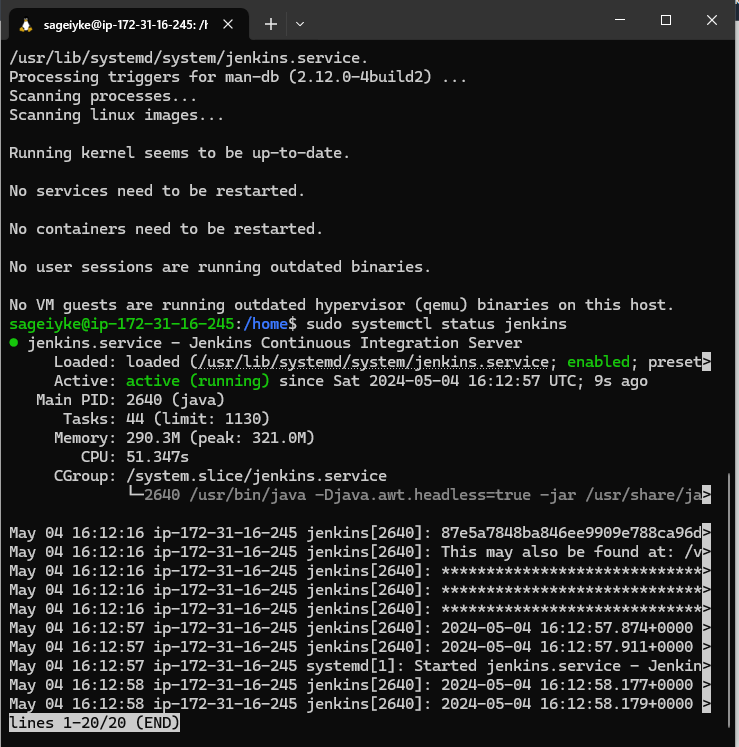 sageiyke@ip-172-31-16-245: /h
/usr/lib/systemd/system/jenkins.service.
Processing triggers for man-db (2.12.0-4build2) ...
Scanning processes...
Scanning linux images...
Running kernel seems to be up-to-date.
No services need to be restarted.
No containers need to be restarted.
No user sessions are running outdated binaries.
No VM guests are running outdated hypervisor (qemu) binaries on this host.
sageiyke@ip-172-31-16-245:/home$ sudo systemctl status jenkins
● jenkins.service - Jenkins Continuous Integration Server
Loaded: loaded (/usr/lib/systemd/system/jenkins.service; enabled; preset>
Active: active (running) since Sat 2024-05-04 16:12:57 UTC; 9s ago
Main PID: 2640 (java)
Tasks: 44 (limit: 1130)
Memory: 290.3M (peak: 321.0M)
CPU: 51.347s
CGroup: /system.slice/jenkins.service
└─2640 /usr/bin/java -Djava.awt.headless=true -jar /usr/share/ja>
May 04 16:12:16 ip-172-31-16-245 jenkins[2640]: 87e5a7848ba846ee9909e788ca96d>
May 04 16:12:16 ip-172-31-16-245 jenkins[2640]: This may also be found at: /v>
May 04 16:12:16 ip-172-31-16-245 jenkins[2640]: *****************************>
May 04 16:12:16 ip-172-31-16-245 jenkins[2640]: *****************************>
May 04 16:12:16 ip-172-31-16-245 jenkins[2640]: *****************************>
May 04 16:12:57 ip-172-31-16-245 jenkins[2640]: 2024-05-04 16:12:57.874+0000 >
May 04 16:12:57 ip-172-31-16-245 jenkins[2640]: 2024-05-04 16:12:57.911+0000 >
May 04 16:12:57 ip-172-31-16-245 systemd[1]: Started jenkins.service - Jenkin>
May 04 16:12:58 ip-172-31-16-245 jenkins[2640]: 2024-05-04 16:12:58.177+0000 >
May 04 16:12:58 ip-172-31-16-245 jenkins[2640]: 2024-05-04 16:12:58.179+0000 >
lines 1-20/20 (END)